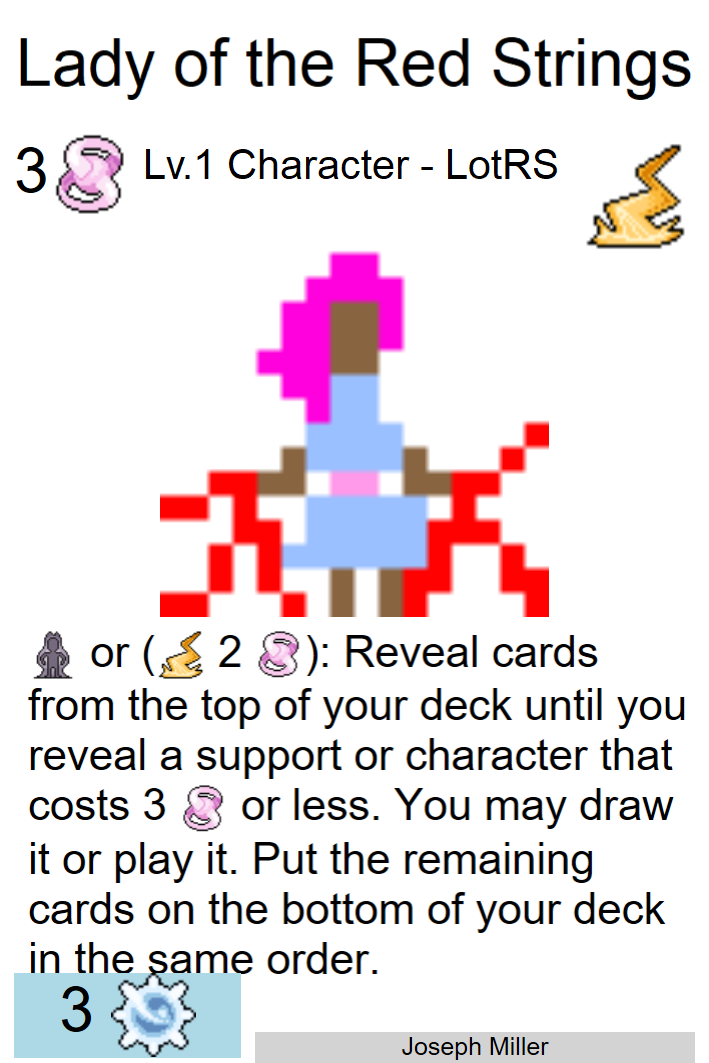 Lady of the Red Strings
3 Lv.1 Character - LotRS
or ( 2 ): Reveal cards
from the top of your deck until you
reveal a support or character that
costs 3 or less. You may draw
it or play it. Put the remaining
cards on the bottom of your deck
in the same order.
3
Joseph Miller